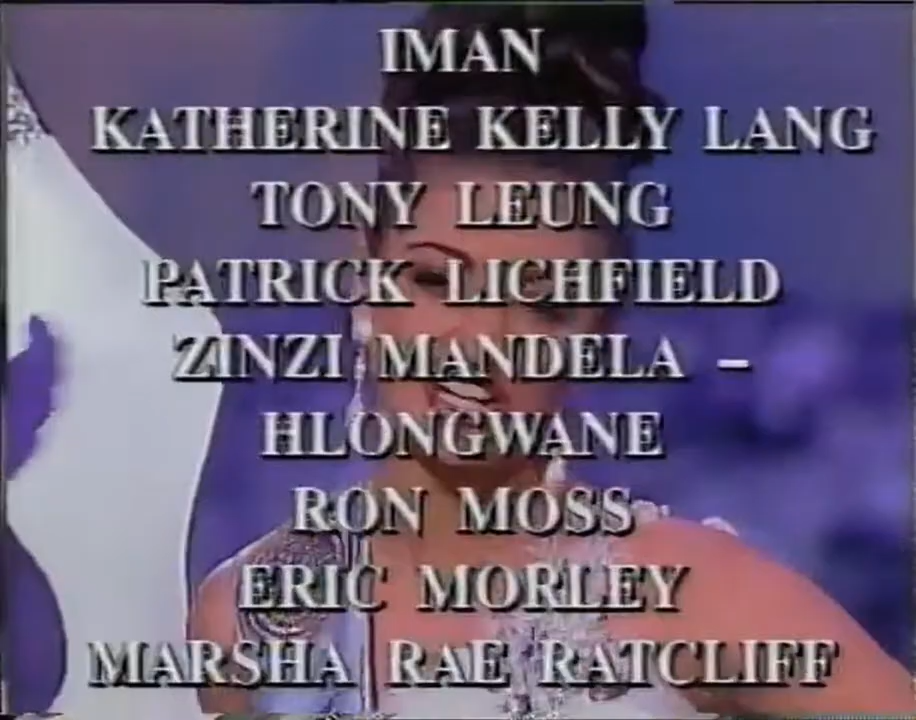 IMAN
KATHERINE KELLY LANG
TONY LEUNG
PATRICK LICHFIELD
ZINZI MANDELA –
HLONGWANE
RON MOSS
ERIC MORLEY
MARSHA RAE RATCLIFF